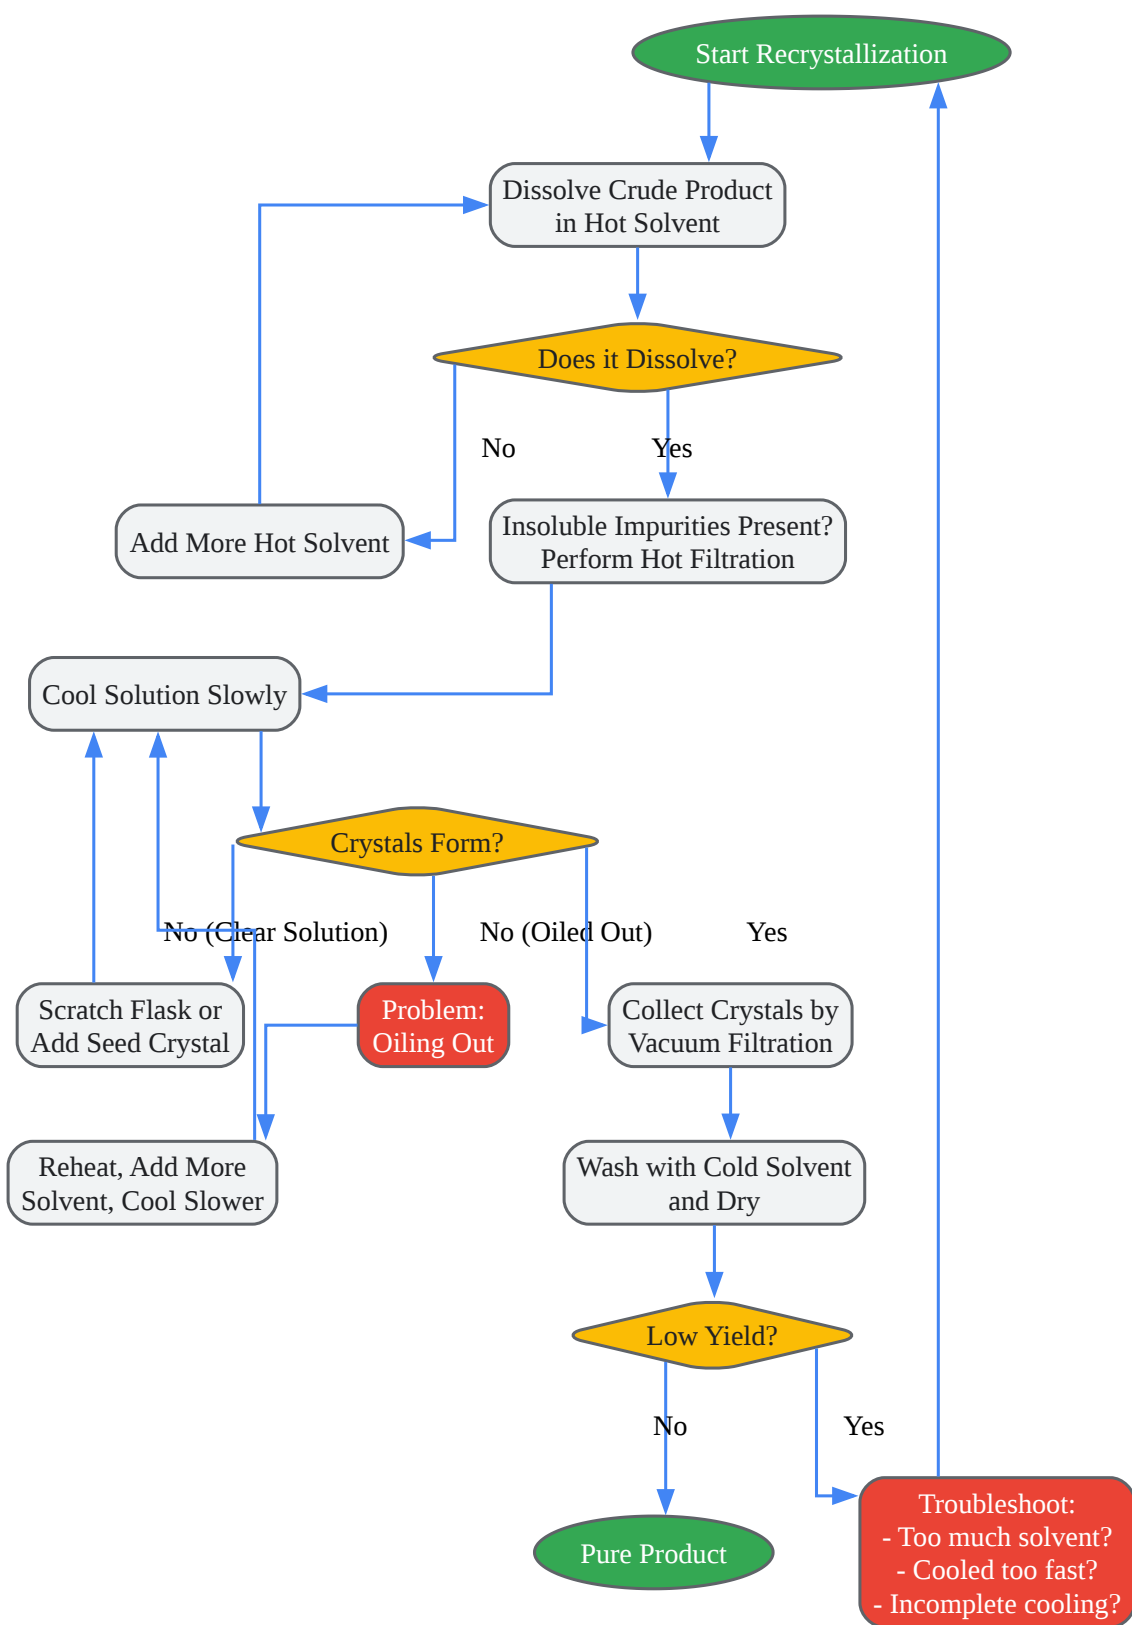 Start Recrystallization
Dissolve Crude Product
in Hot Solvent
Does it Dissolve?
No
Yes
Add More Hot Solvent
Insoluble Impurities Present?
Perform Hot Filtration
Cool Solution Slowly
Crystals Form?
No (Clear Solution)
No (Oiled Out)
Yes
Scratch Flask or
Add Seed Crystal
Problem:
Oiling Out
Collect Crystals by
Vacuum Filtration
Reheat, Add More
Solvent, Cool Slower
Wash with Cold Solvent
and Dry
Low Yield?
No
Yes
Pure Product
Troubleshoot:
- Too much solvent?
- Cooled too fast?
- Incomplete cooling?